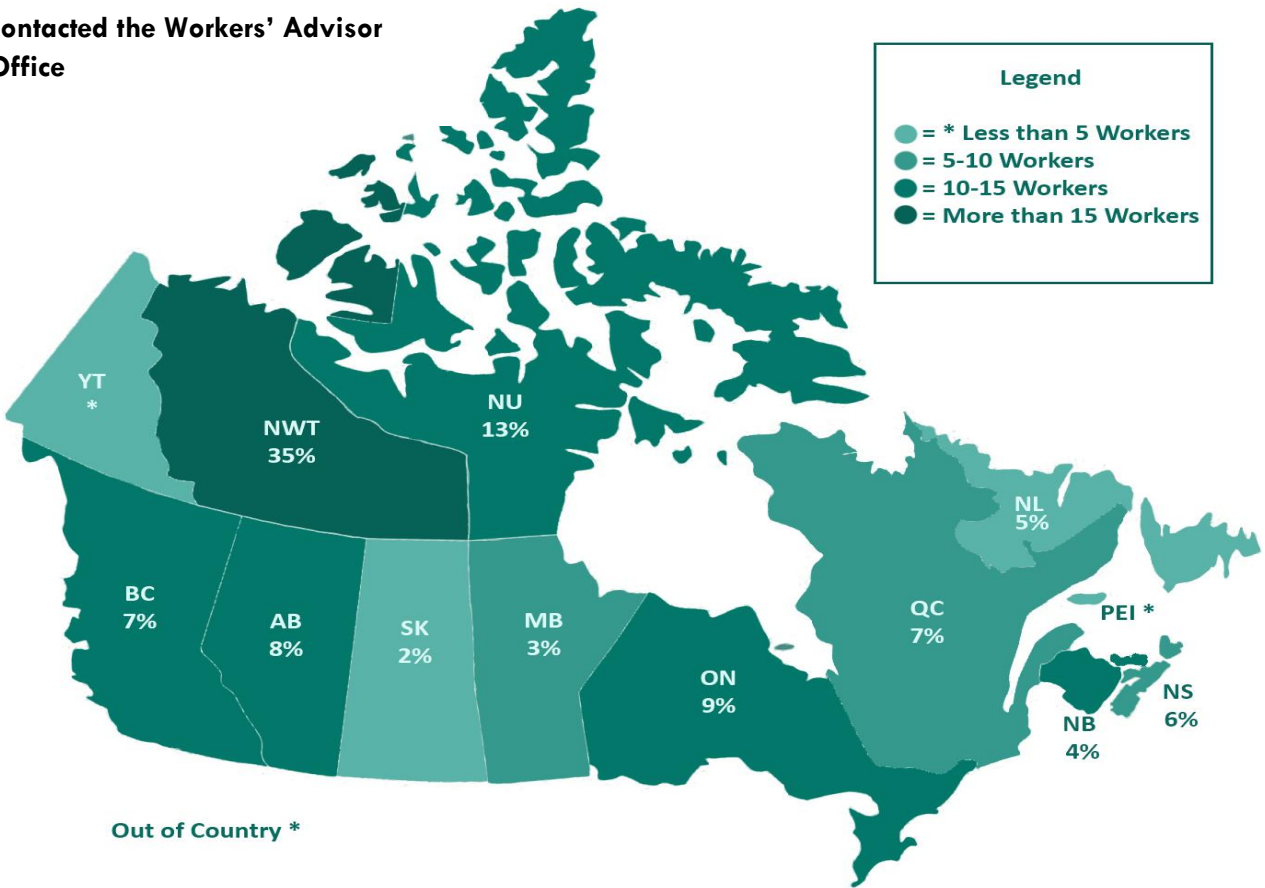 ontacted the Workers' Advisor
Office
Legend
= * Less than 5 Workers
= 5-10 Workers
= 10-15 Workers
= More than 15 Workers
YT
*
NWT
35%
NU
13%
BC
7%
AB
8%
SK
2%
MB
3%
ON
9%
QC
7%
NL
5%
PEI *
NS
6%
NB
4%
Out of Country *